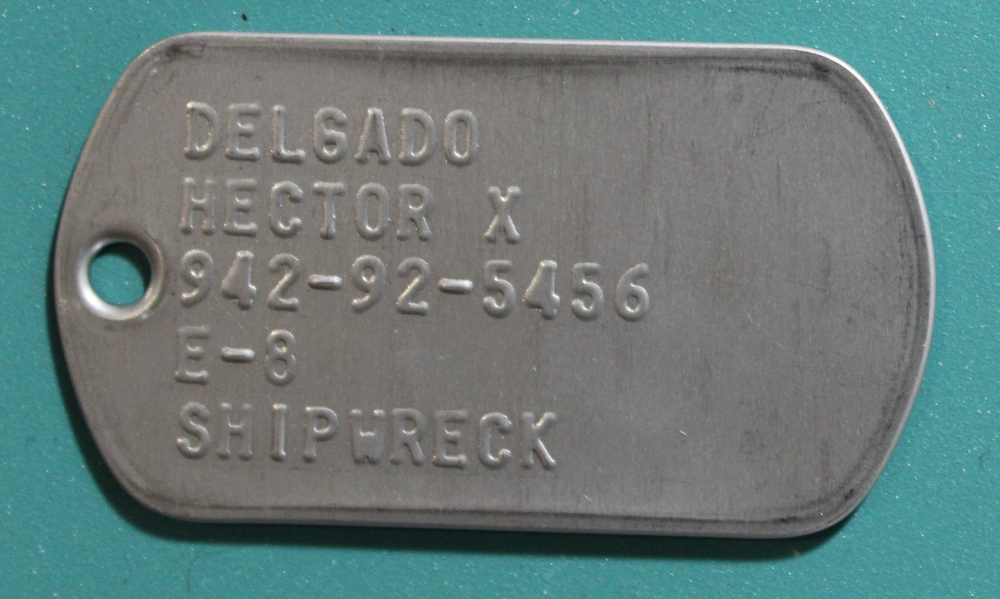 DELGADO
HECTOR X
942-92-5456
E-8
SHIPWRECK